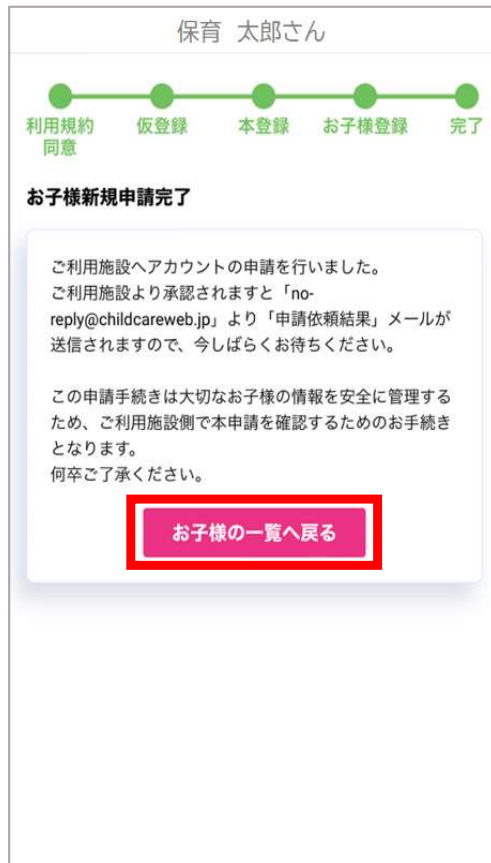 保育 太郎さん
利用規約 仮登録 本登録 お子様登録 完了
同意
お子様新規申請完了
ご利用施設へアカウントの申請を行いました。
ご利用施設より承認されますと「no-
reply@childcareweb.jp」より「申請依頼結果」メールが
送信されますので、今しばらくお待ちください。
この申請手続きは大切なお子様の情報を安全に管理する
ため、ご利用施設側で本申請を確認するためのお手続き
となります。
何卒ご了承ください。
お子様の一覧へ戻る